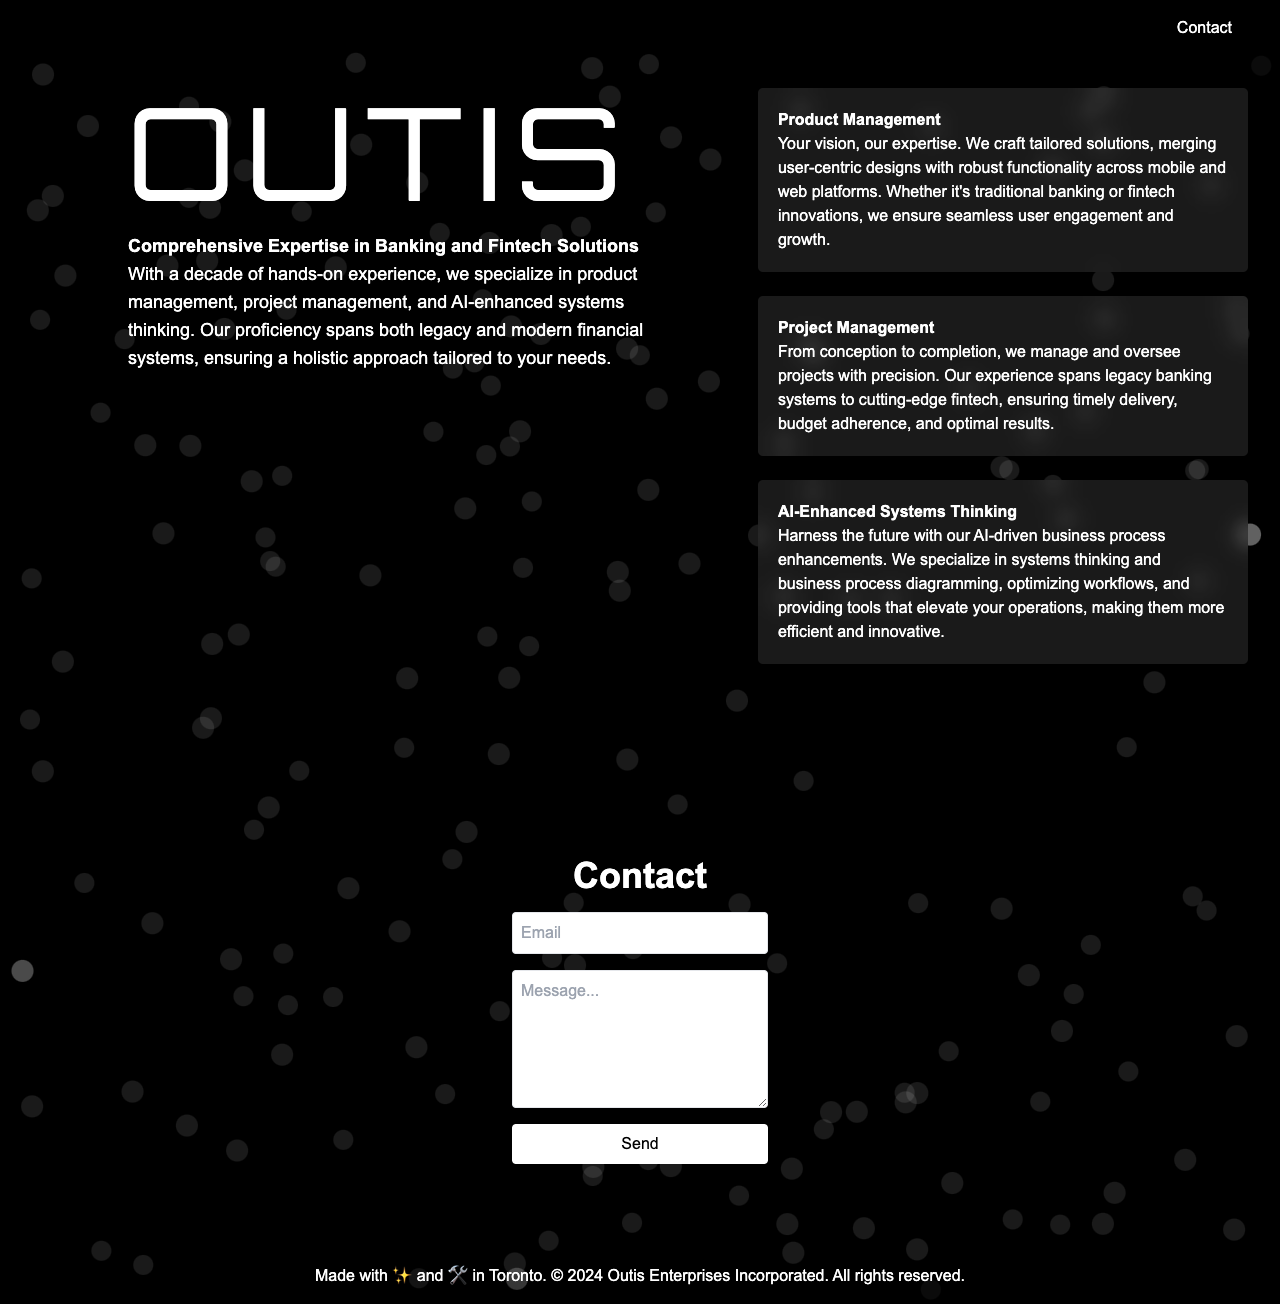 Contact
OUTIS
Comprehensive Expertise in Banking and Fintech Solutions
With a decade of hands-on experience, we specialize in product
management, project management, and AI-enhanced systems
thinking. Our proficiency spans both legacy and modern financial
systems, ensuring a holistic approach tailored to your needs.
Product Management
Your vision, our expertise. We craft tailored solutions, merging
user-centric designs with robust functionality across mobile and
web platforms. Whether it's traditional banking or fintech
innovations, we ensure seamless user engagement and
growth.
Project Management
From conception to completion, we manage and oversee
projects with precision. Our experience spans legacy banking
systems to cutting-edge fintech, ensuring timely delivery,
budget adherence, and optimal results.
AI-Enhanced Systems Thinking
Harness the future with our AI-driven business process
enhancements. We specialize in systems thinking and
business process diagramming, optimizing workflows, and
providing tools that elevate your operations, making them more
efficient and innovative.
Contact
Email
Message...
Send
Made with ✨ and 🛠️ in Toronto. © 2024 Outis Enterprises Incorporated. All rights reserved.